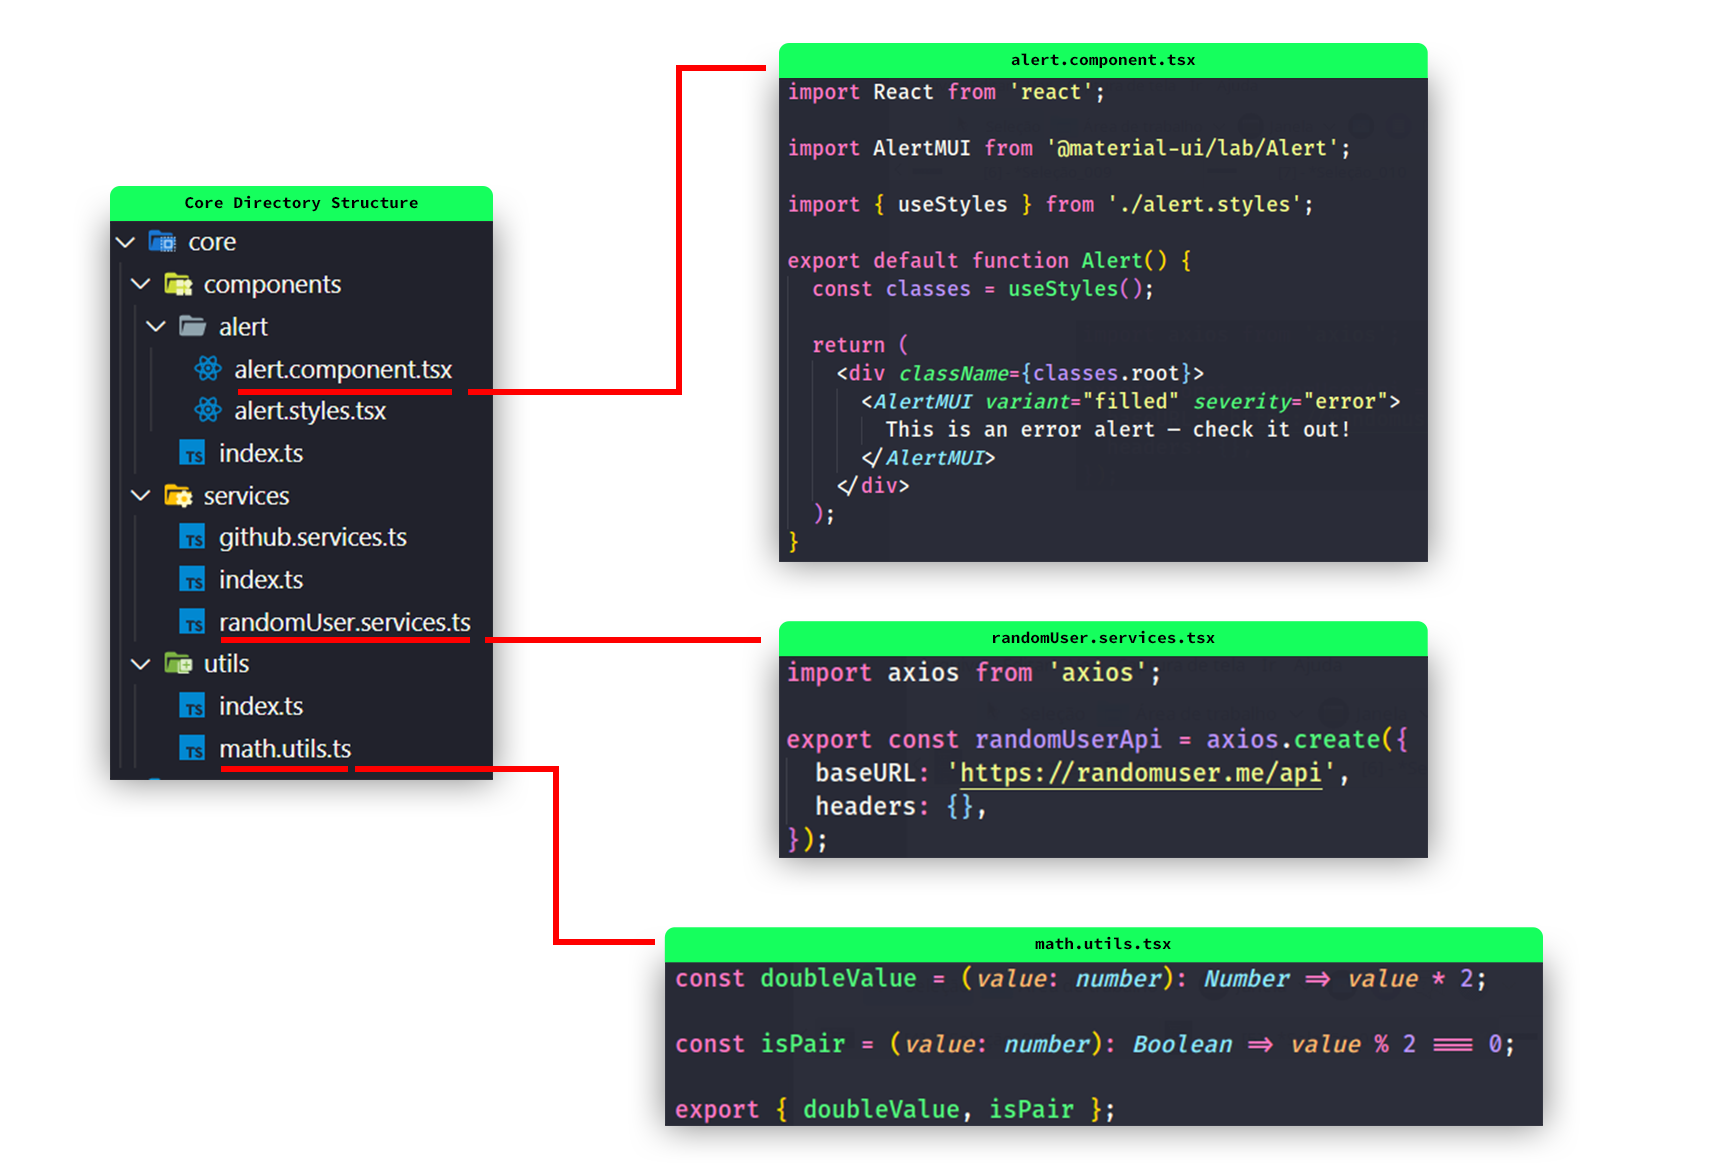 Core Directory Structure
core
components
alert
alert.component.tsx
alert.styles.tsx
TS index.ts
services
TS github.services.ts
TS index.ts
TS randomUser.services.ts
utils
TS index.ts
TS math.utils.ts
alert.component.tsx
import React from 'react';
import AlertMUI from '@material-ui/lab/Alert';
import { useStyles } from './alert.styles';
export default function Alert() {
const classes = useStyles();
return (
<div className={classes.root}>
<AlertMUI variant="filled" severity="error">
This is an error alert — check it out!
</AlertMUI>
</div>
);
}
randomUser.services.tsx
import axios from 'axios';
export const randomUserApi = axios.create({
baseURL: 'https://randomuser.me/api',
headers: {},
});
math.utils.tsx
const doubleValue = (value: number): Number => value * 2;
const isPair = (value: number): Boolean => value % 2 === 0;
export { doubleValue, isPair };